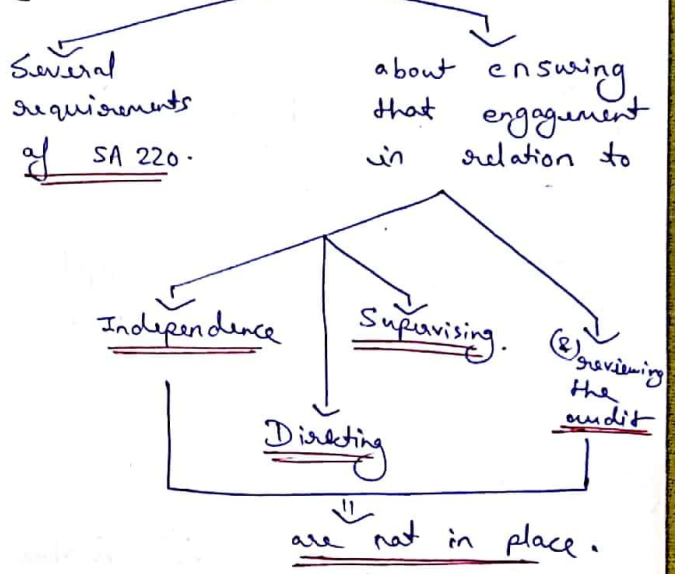 Several
requirements
of SA 220.
about ensuring
that engagement
in relation to
Independence
Supervising.
(&) reviewing
the
audit
Directing
are not in place.